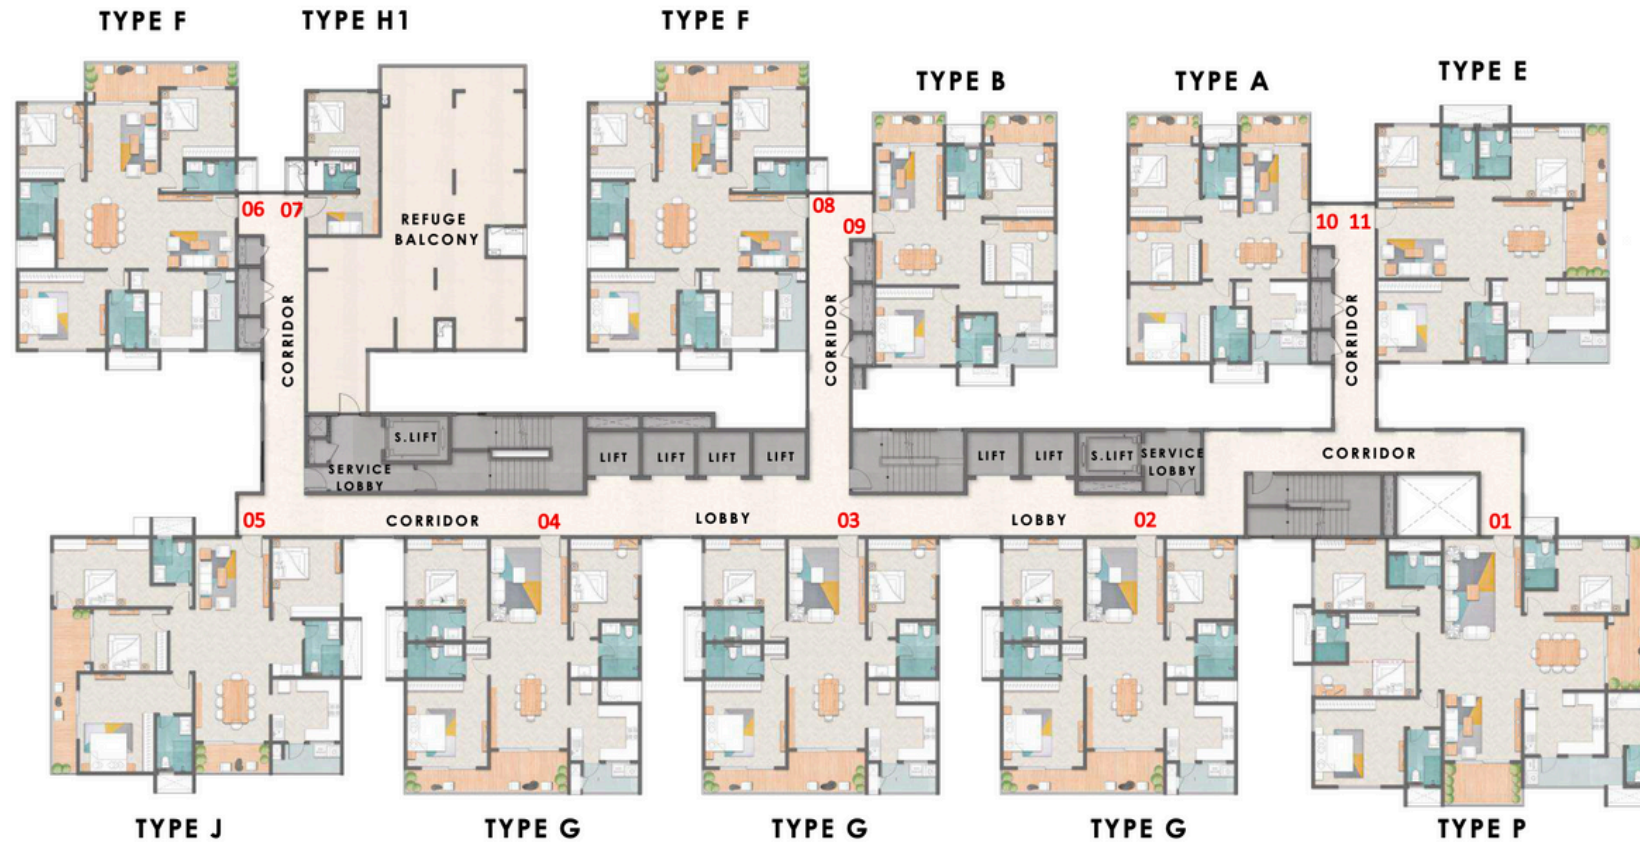 TYPE F
TYPE H1
TYPE F
TYPE B
TYPE A
TYPE E
06
07
08
09
10
11
REFUGE
BALCONY
CORRIDOR
CORRIDOR
CORRIDOR
S.LIFT
SERVICE
LOBBY
LIFT
LIFT
LIFT
LIFT
LIFT
LIFT
S.LIFT
SERVICE
LOBBY
CORRIDOR
05
CORRIDOR
04
LOBBY
03
LOBBY
02
01
TYPE J
TYPE G
TYPE G
TYPE G
TYPE P